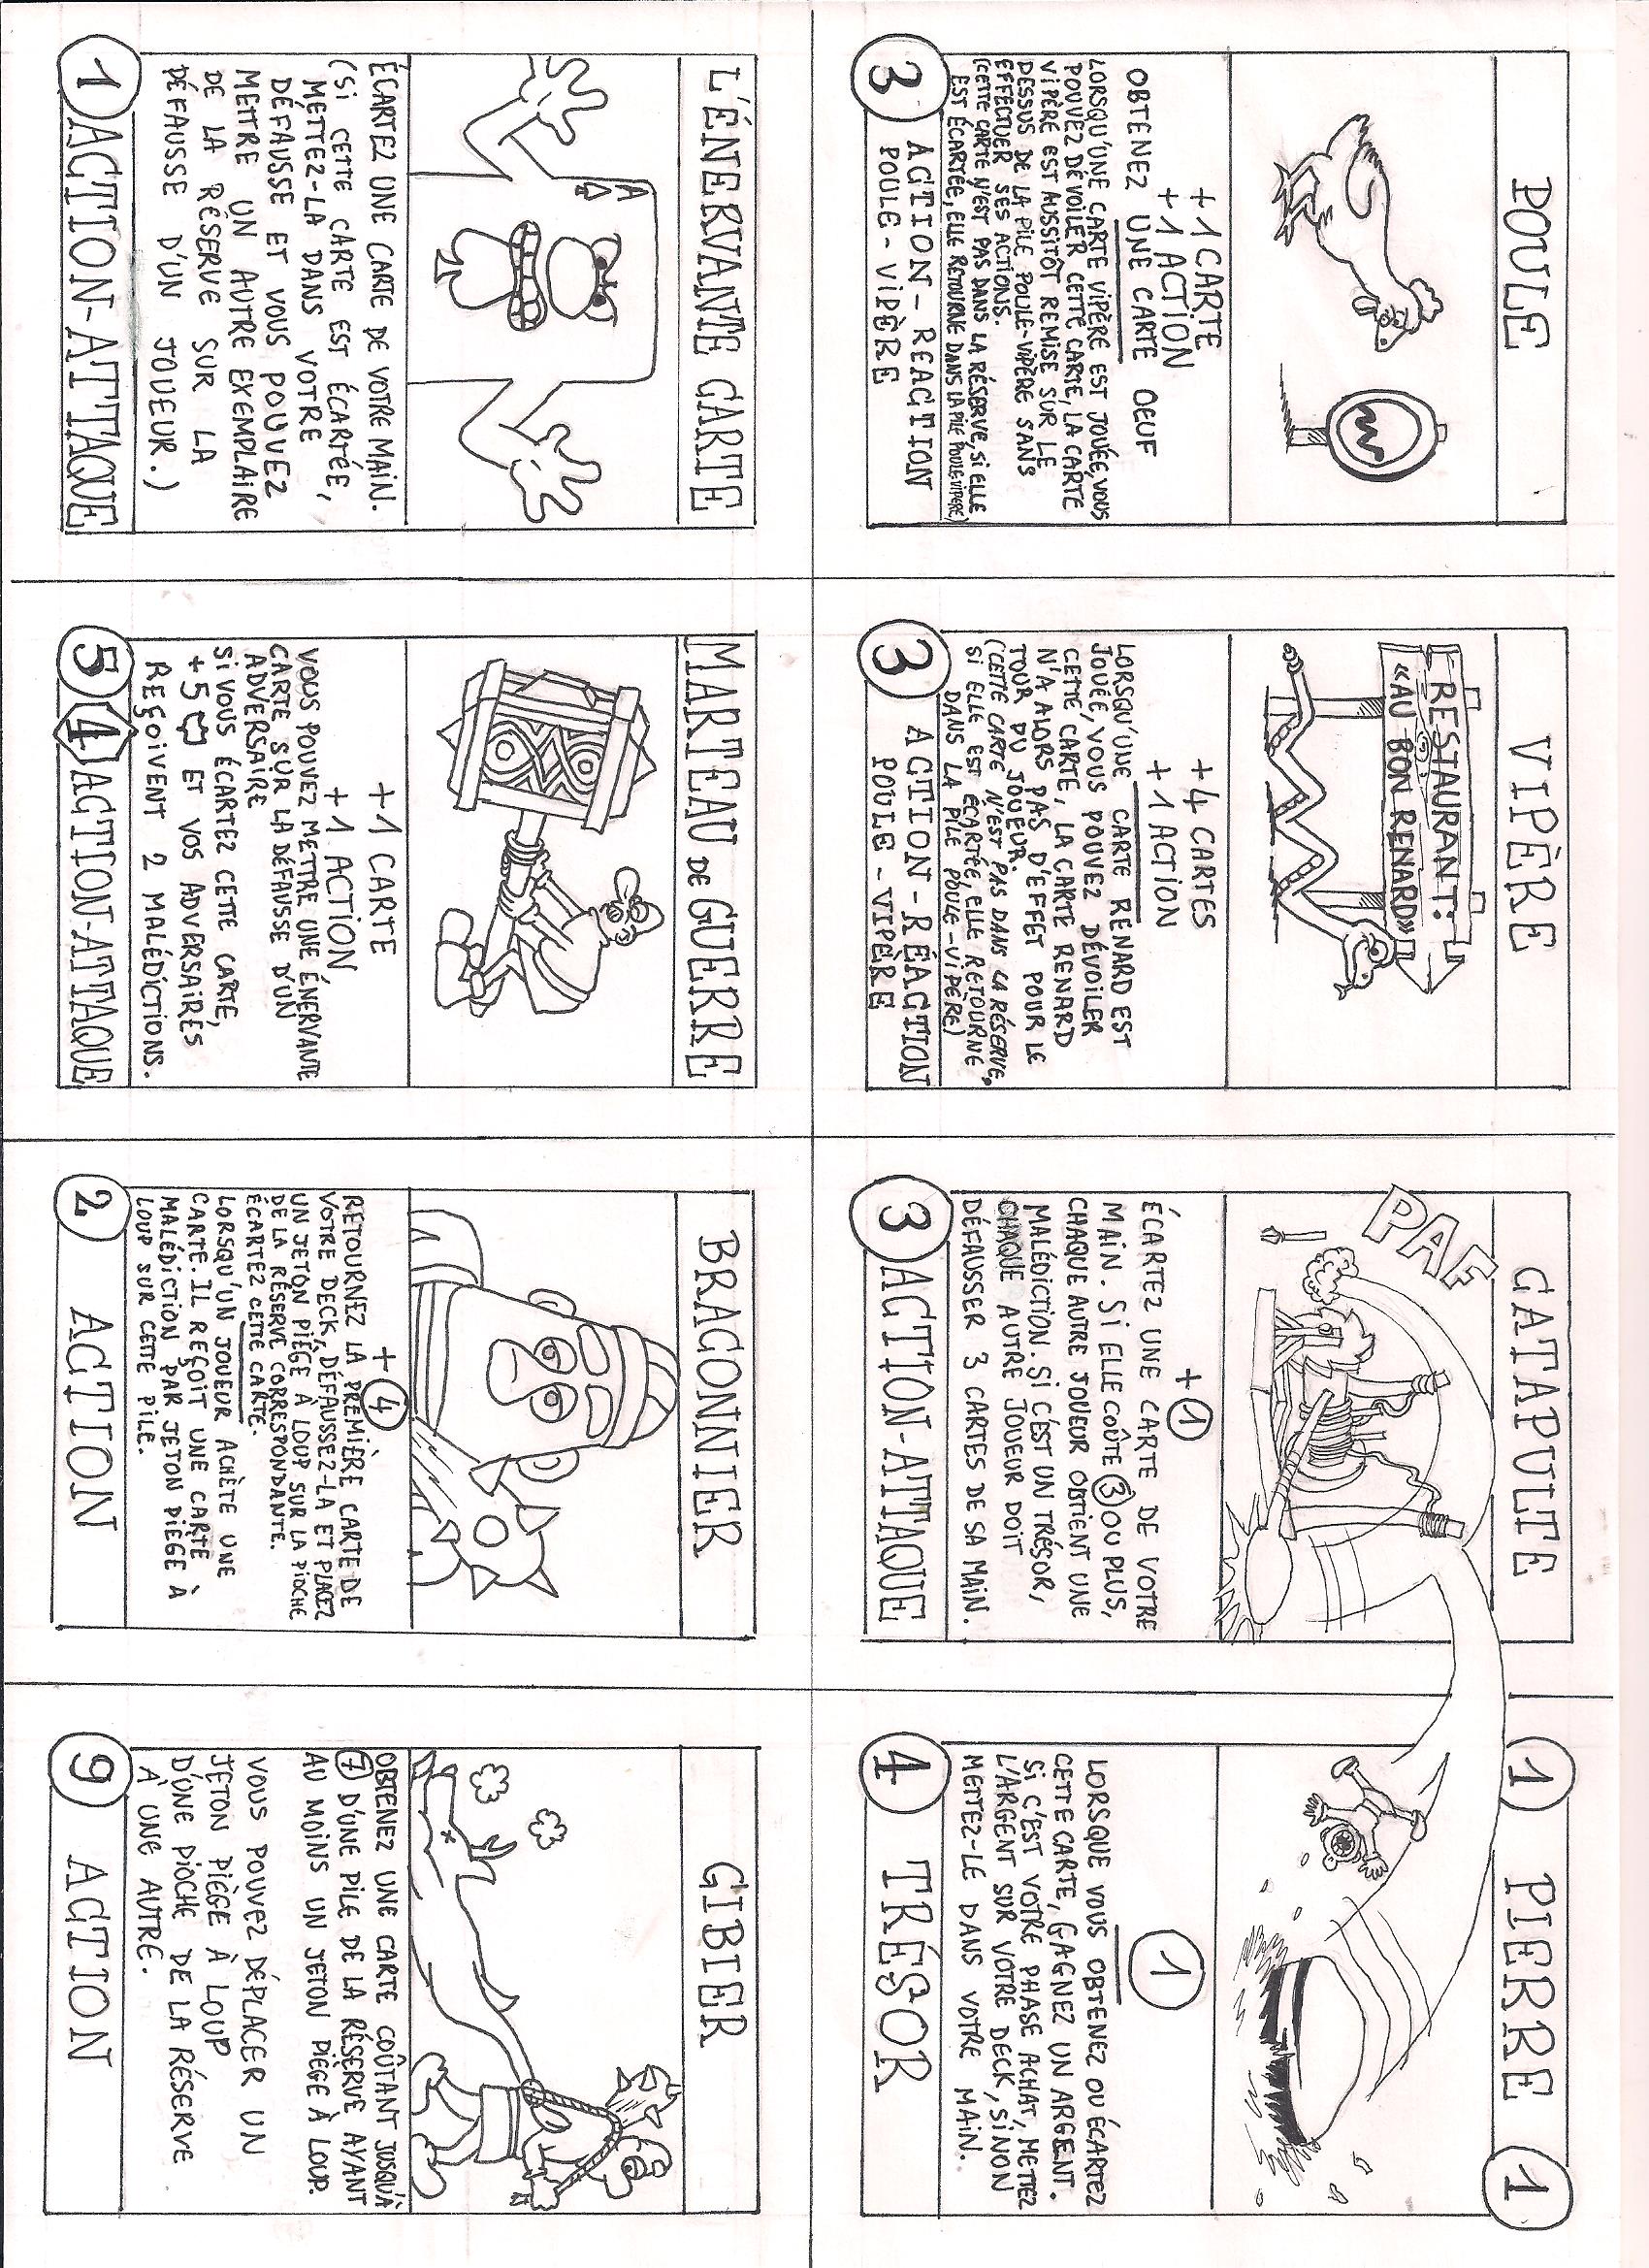 POULE
+1 CARTE
+1 ACTION
OBTENEZ UNE CARTE OEUF
LORSQU'UNE CARTE VIPÈRE EST JOUÉE, VOUS
POUVEZ DÉVOILER CETTE CARTE, LA CARTE
VIPÈRE EST AUSSITÔT REMISE SUR LE
DESSUS DE LA PILE POULE-VIPÈRE SANS
EFFECTUER SES ACTIONS.
(CETTE CARTE N'EST PAS DANS LA RÉSERVE, SI ELLE
EST ÉCARTÉE, ELLE RETOURNE DANS LA PILE POULE-VIPÈRE)
3
ACTION - REACTION
POULE - VIPÈRE
VIPÈRE
RESTAURANT:
«AU BON RENARD»
+4 CARTES
+1 ACTION
LORSQU'UNE CARTE RENARD EST
JOUÉE, VOUS POUVEZ DÉVOILER
CETTE CARTE, LA CARTE RENARD
N'A ALORS PAS D'EFFET POUR LE
TOUR DU JOUEUR.
(CETTE CARTE N'EST PAS DANS LA RÉSERVE,
SI ELLE EST ÉCARTÉE, ELLE RETOURNE
DANS LA PILE POULE-VIPÈRE)
3
ACTION - RÉACTION
POULE - VIPÈRE
CATAPULTE
PAF
+①
ÉCARTEZ UNE CARTE DE VOTRE
MAIN. SI ELLE COÛTE ③ OU PLUS,
CHAQUE AUTRE JOUEUR OBTIENT UNE
MALÉDICTION. SI C'EST UN TRÉSOR,
CHAQUE AUTRE JOUEUR DOIT
DÉFAUSSER 3 CARTES DE SA MAIN.
3
ACTION-ATTAQUE
1 PIERRE 1
1
LORSQUE VOUS OBTENEZ OU ÉCARTEZ
CETTE CARTE, GAGNEZ UN ARGENT.
SI C'EST VOTRE PHASE ACHAT, METTEZ
L'ARGENT SUR VOTRE DECK, SINON
METTEZ-LE DANS VOTRE MAIN.
4
TRÉSOR
L'ÉNERVANTE CARTE
A
ÉCARTEZ UNE CARTE DE VOTRE MAIN.
(SI CETTE CARTE EST ÉCARTÉE,
METTEZ-LA DANS VOTRE
DÉFAUSSE ET VOUS POUVEZ
METTRE UN AUTRE EXEMPLAIRE
DE LA RÉSERVE SUR LA
DÉFAUSSE D'UN JOUEUR.)
1
ACTION-ATTAQUE
MARTEAU DE GUERRE
+1 CARTE
+1 ACTION
VOUS POUVEZ METTRE UNE ÉNERVANTE
CARTE SUR LA DÉFAUSSE D'UN
ADVERSAIRE.
SI VOUS ÉCARTEZ CETTE CARTE,
+5 ET VOS ADVERSAIRES
REÇOIVENT 2 MALÉDICTIONS.
5 4
ACTION-ATTAQUE
BRACONNIER
+④
RETOURNEZ LA PREMIÈRE CARTE DE
VOTRE DECK, DÉFAUSSEZ-LA ET PLACEZ
UN JETON PIÈGE À LOUP SUR LA PIOCHE
DE LA RÉSERVE CORRESPONDANTE.
ÉCARTEZ CETTE CARTE.
LORSQU'UN JOUEUR ACHÈTE UNE
CARTE. IL REÇOIT UNE CARTE
MALÉDICTION PAR JETON PIÈGE À
LOUP SUR CETTE PILE.
2
ACTION
GIBIER
OBTENEZ UNE CARTE COÛTANT JUSQU'À
⑦ D'UNE PILE DE LA RÉSERVE AYANT
AU MOINS UN JETON PIÈGE À LOUP.
VOUS POUVEZ DÉPLACER UN
JETON PIÈGE À LOUP
D'UNE PIOCHE DE LA RÉSERVE
À UNE AUTRE.
9
ACTION